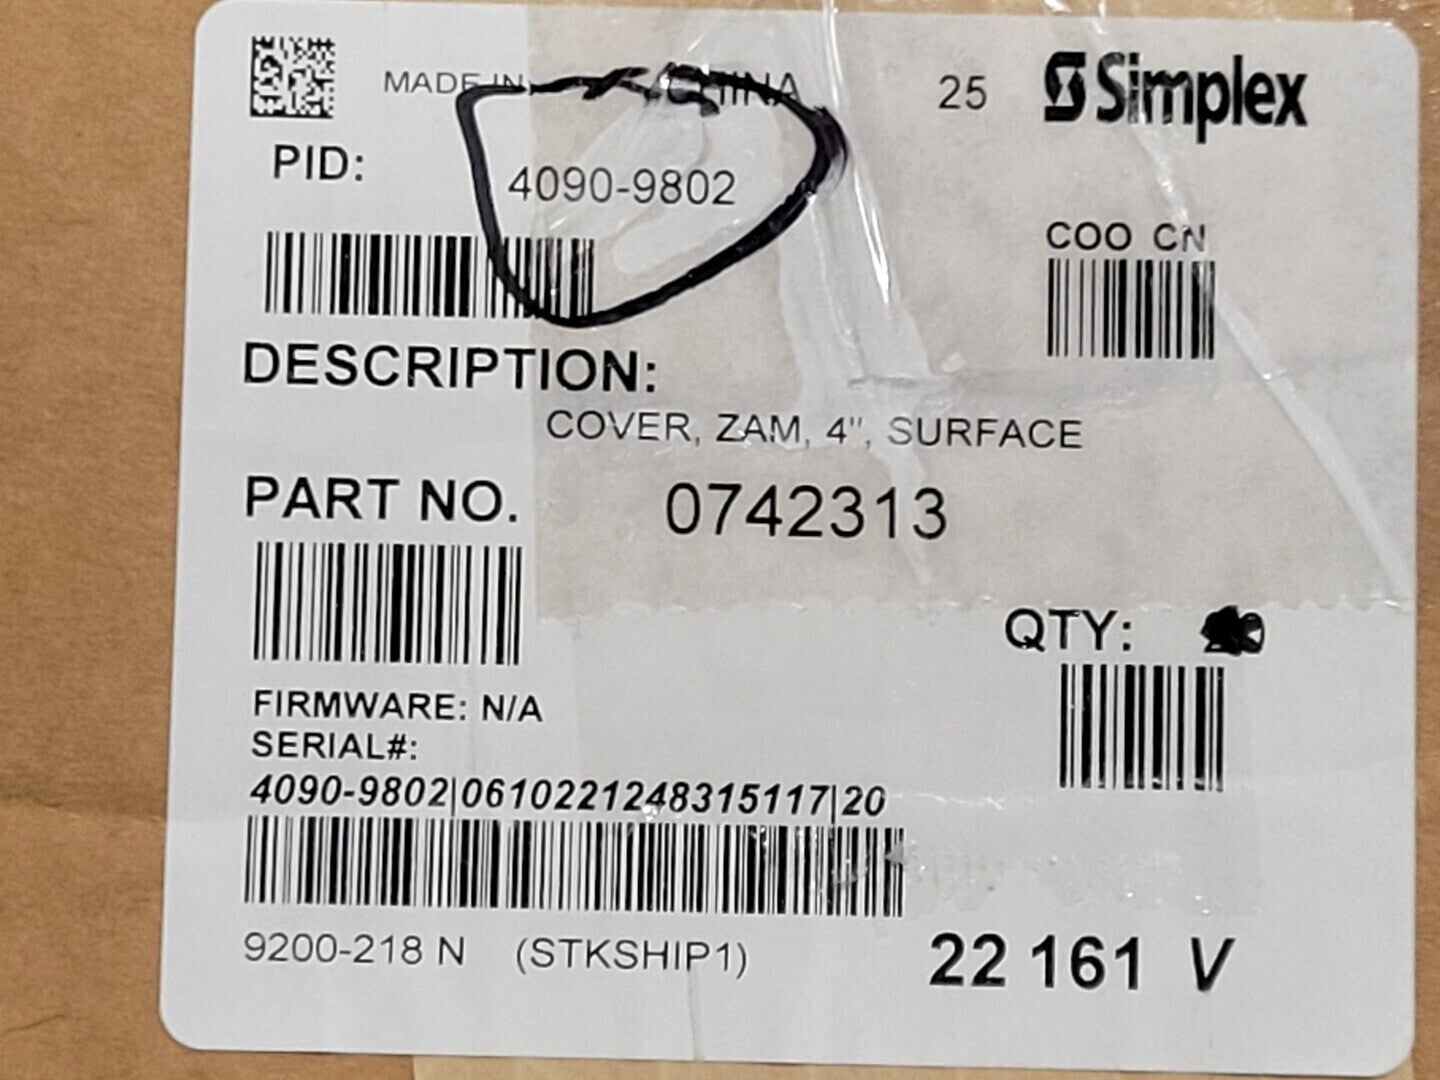 MADE IN CHINA
25
Simplex
PID:
4090-9802
COO CN
DESCRIPTION:
COVER, ZAM, 4", SURFACE
PART NO. 0742313
QTY:
FIRMWARE: N/A
SERIAL#:
4090-9802|0610221248315117|20
9200-218 N (STKSHIP1)
22 161 V